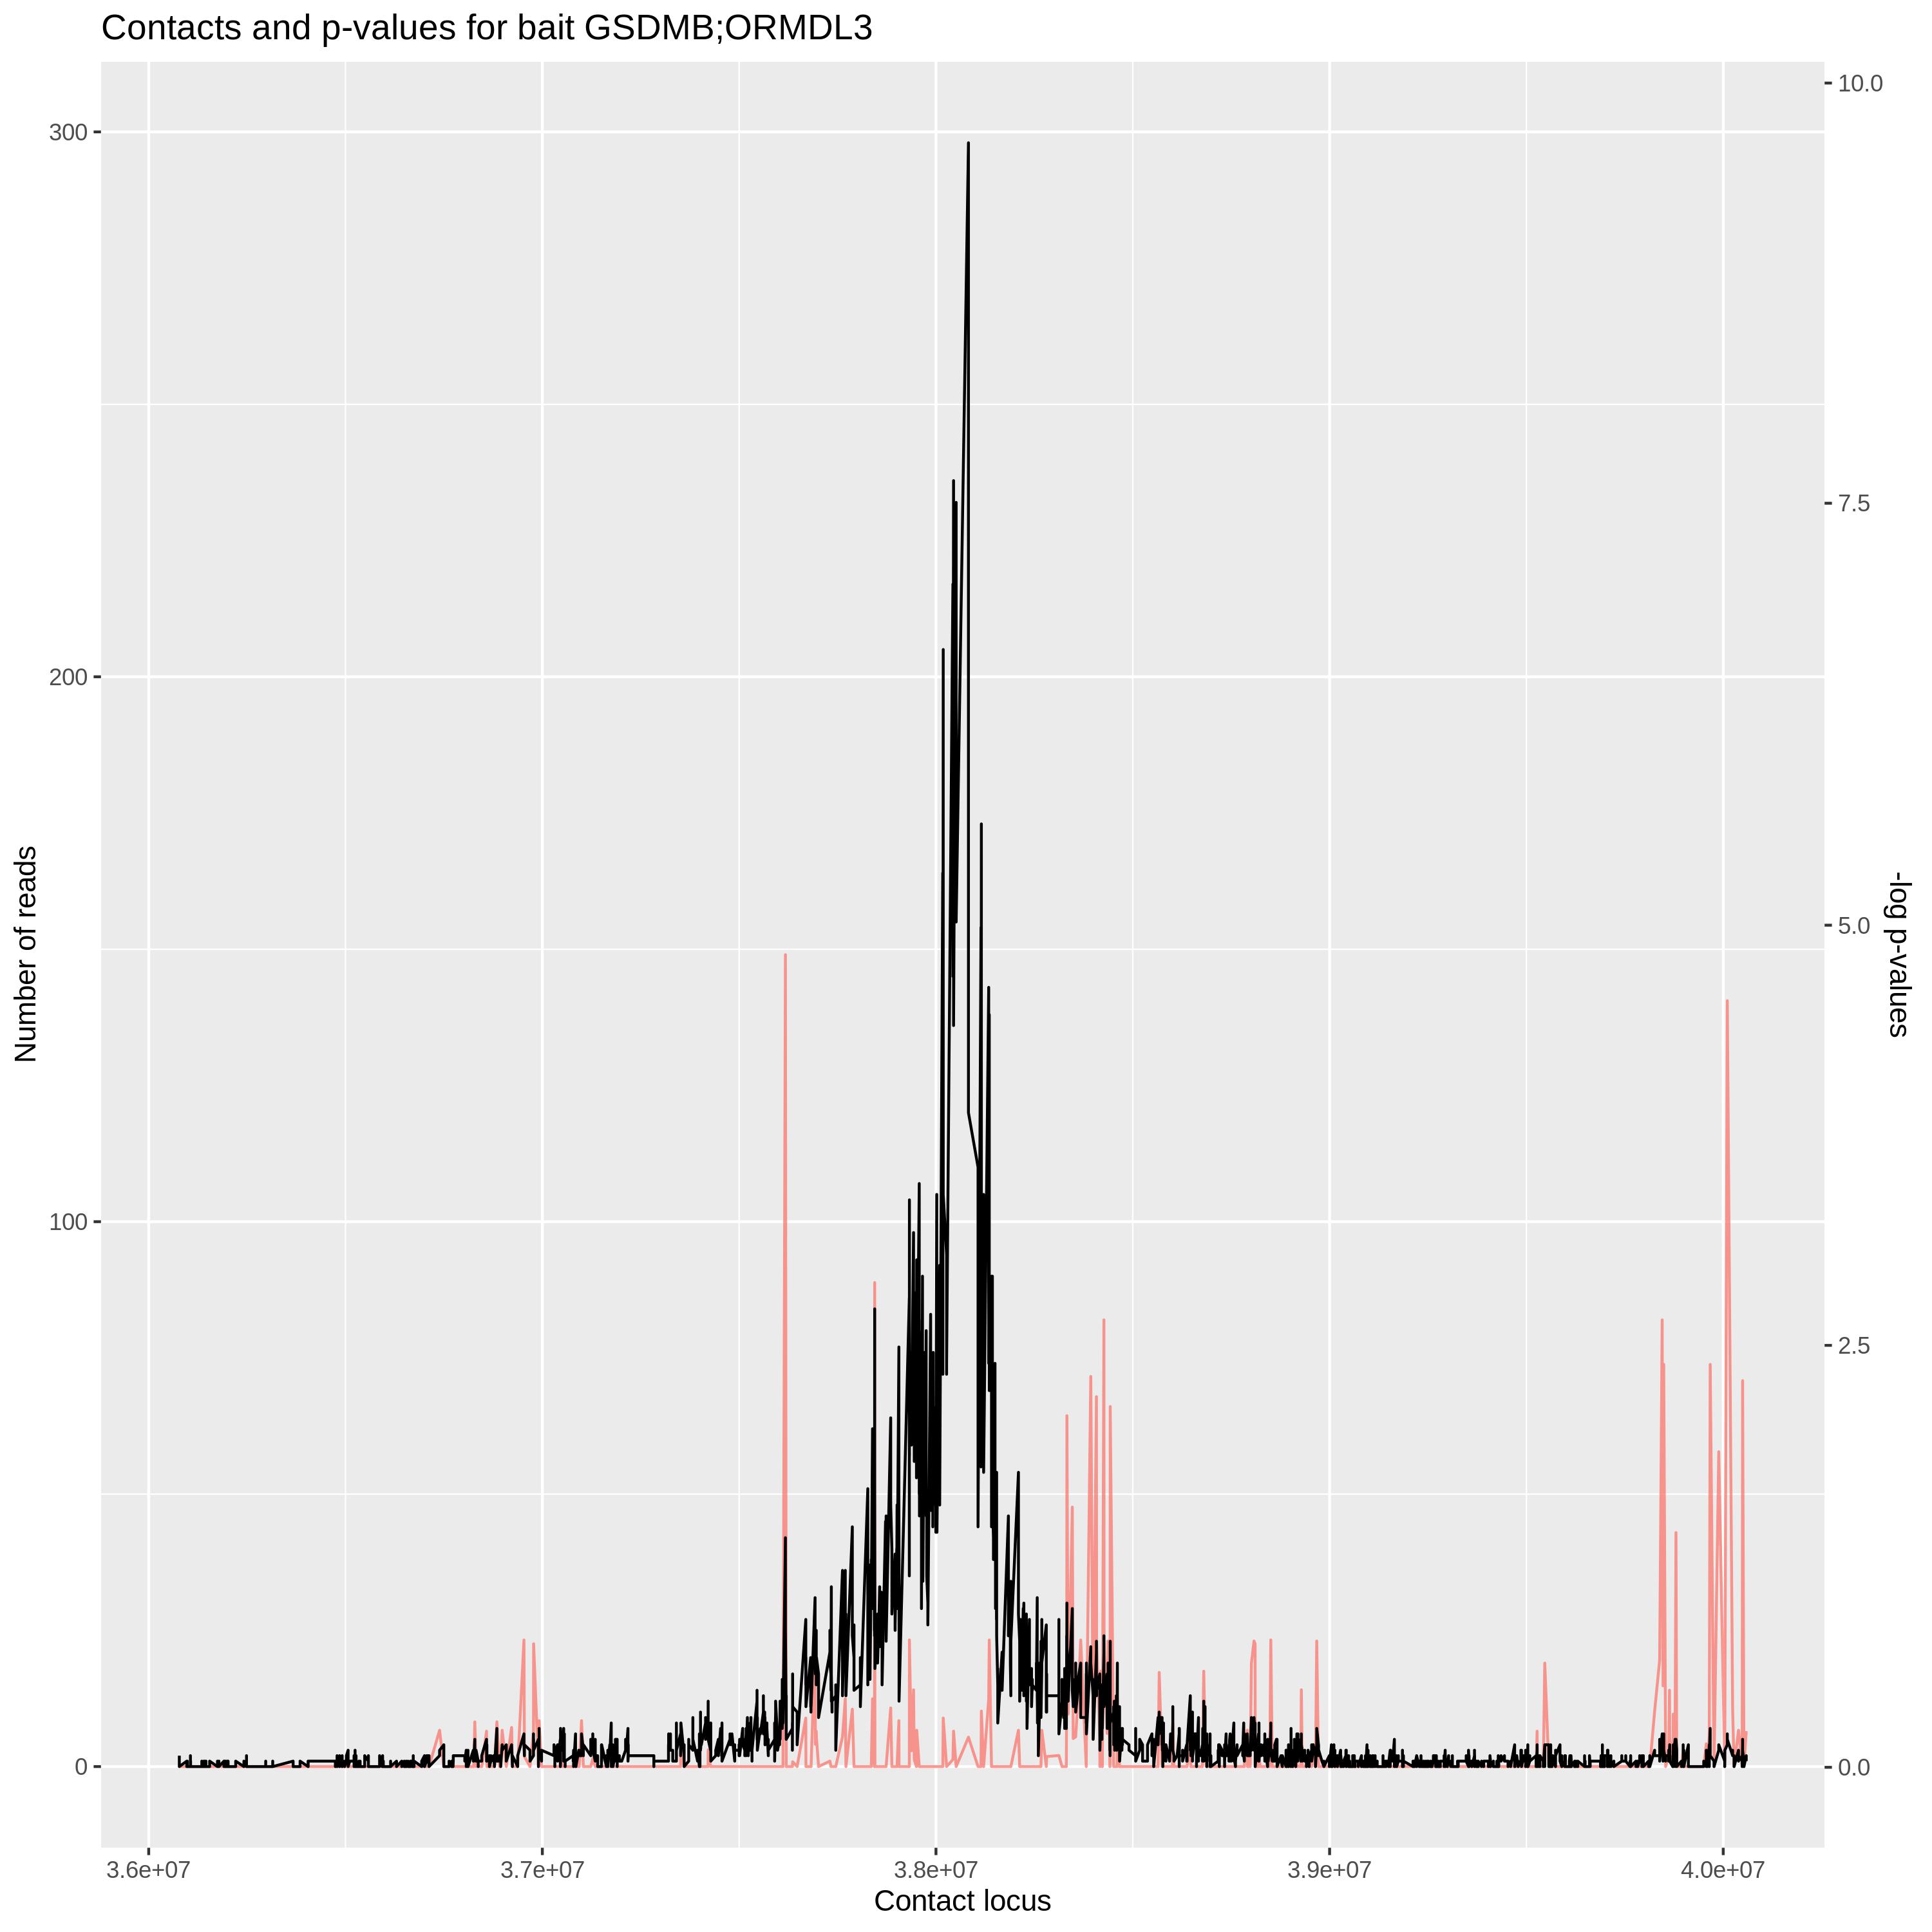 Contacts and p-values for bait GSDMB;ORMDL3
300
200
100
0
Number of reads
10.0
7.5
5.0
2.5
0.0
-log p-values
3.6e+07 3.7e+07 3.8e+07 3.9e+07 4.0e+07
Contact locus